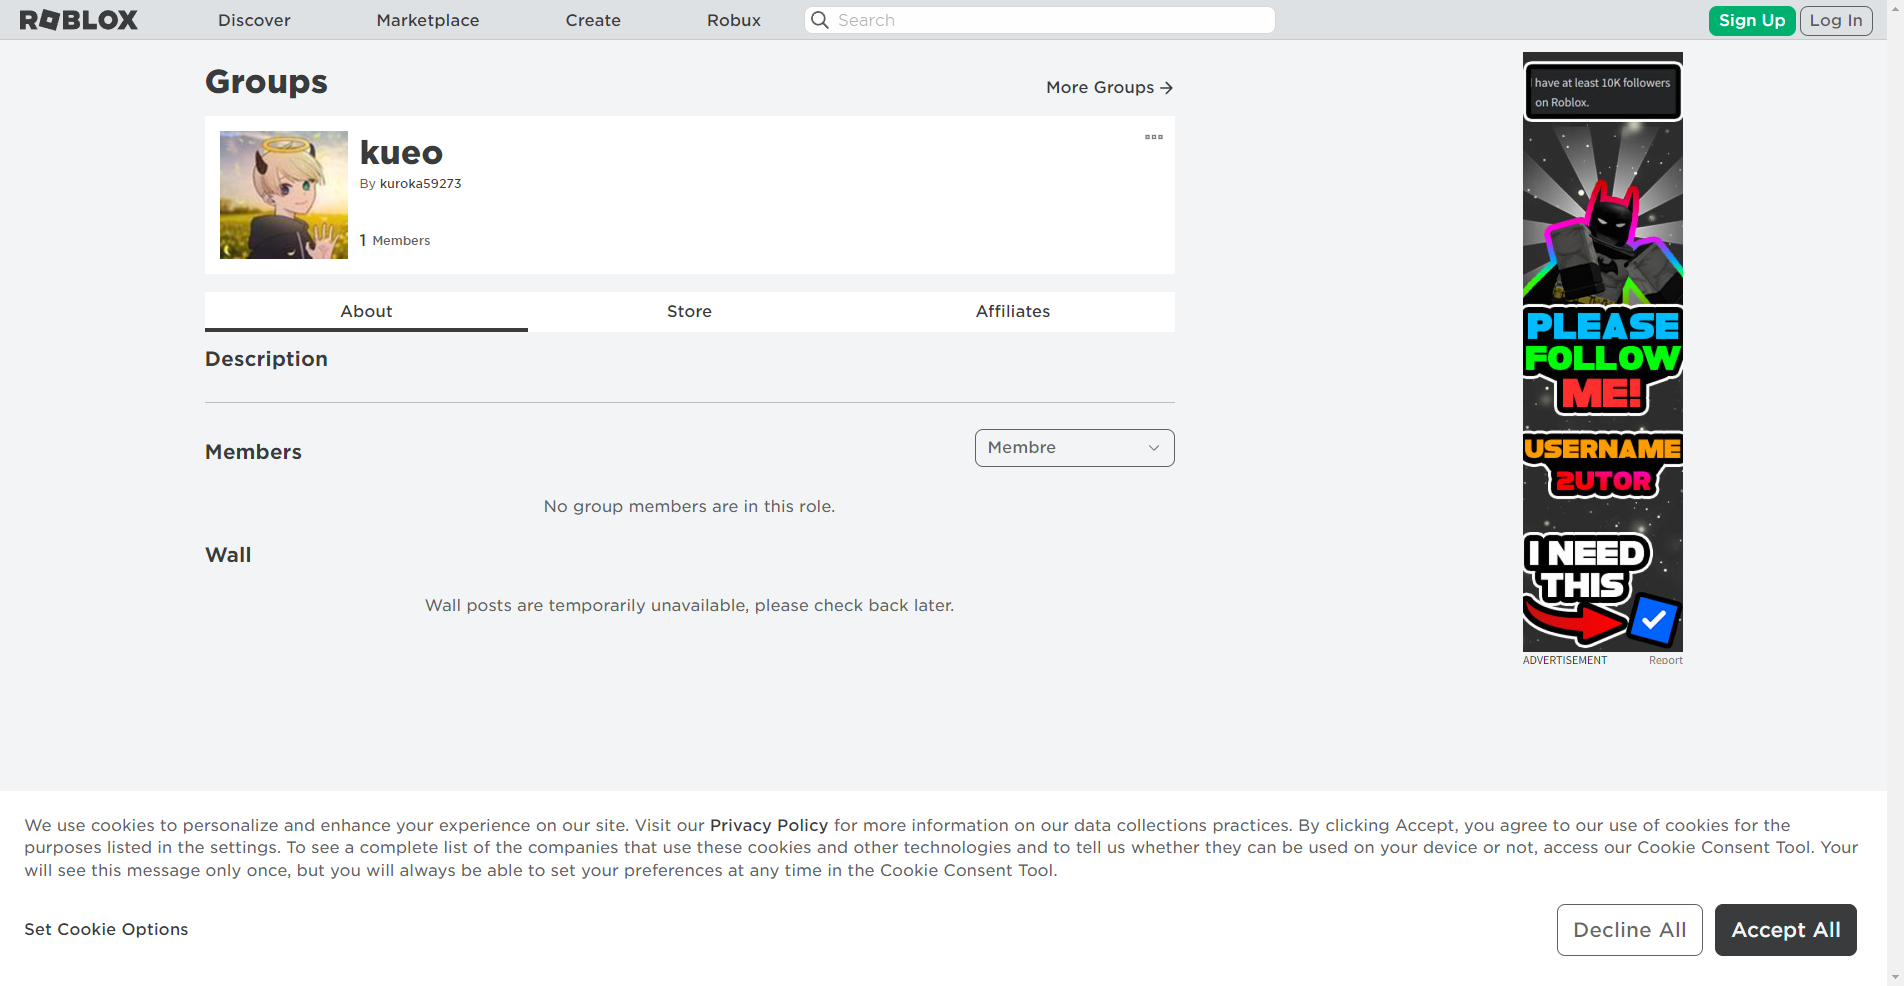 ROBLOX
Discover
Marketplace
Create
Robux
Search
Sign Up
Log In
Groups
More Groups
kueo
By kuroka59273
1 Members
About
Store
Affiliates
Description
Members
Membre
No group members are in this role.
Wall
Wall posts are temporarily unavailable, please check back later.
have at least 10K followers
on Roblox.
PLEASE
FOLLOW
ME!
USERNAME
2UTOR
I NEED
THIS
ADVERTISEMENT
Report
We use cookies to personalize and enhance your experience on our site. Visit our Privacy Policy for more information on our data collections practices. By clicking Accept, you agree to our use of cookies for the
purposes listed in the settings. To see a complete list of the companies that use these cookies and other technologies and to tell us whether they can be used on your device or not, access our Cookie Consent Tool. Your
will see this message only once, but you will always be able to set your preferences at any time in the Cookie Consent Tool.
Set Cookie Options
Decline All
Accept All